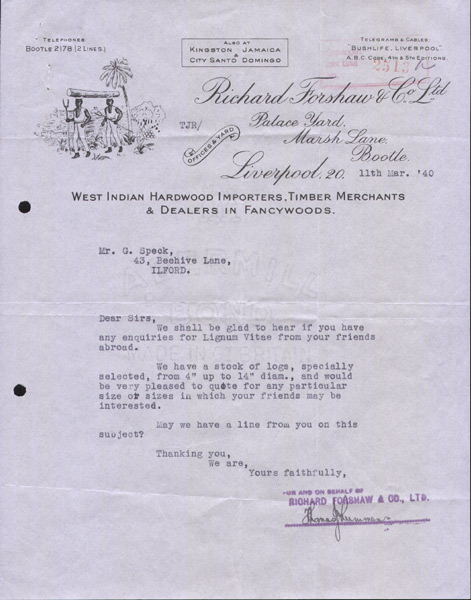 TELEPHONES:
BOOTLE 2178 (2 LINES.)
ALSO AT
KINGSTON JAMAICA
&
CITY SANTO DOMINGO
TELEGRAMS & CABLES:
"BUSHLIFE, LIVERPOOL"
A.B.C. CODE, 4TH & 5TH EDITIONS.
Richard Forshaw & Co Ltd
TJR/
Palace Yard,
OFFICES & YARD
Marsh Lane,
Bootle.
Liverpool, 20. 11th Mar. '40
WEST INDIAN HARDWOOD IMPORTERS, TIMBER MERCHANTS
& DEALERS IN FANCYWOODS.
Mr. G. Speck,
43, Beehive Lane,
ILFORD.
Dear Sirs,
We shall be glad to hear if you have
any enquiries for Lignum Vitae from your friends
abroad.
We have a stock of logs, specially
selected, from 4" up to 14" diam., and would
be very pleased to quote for any particular
size or sizes in which your friends may be
interested.
May we have a line from you on this
subject?
Thanking you,
We are,
Yours faithfully,
FOR AND ON BEHALF OF
RICHARD FORSHAW & CO., LTD.